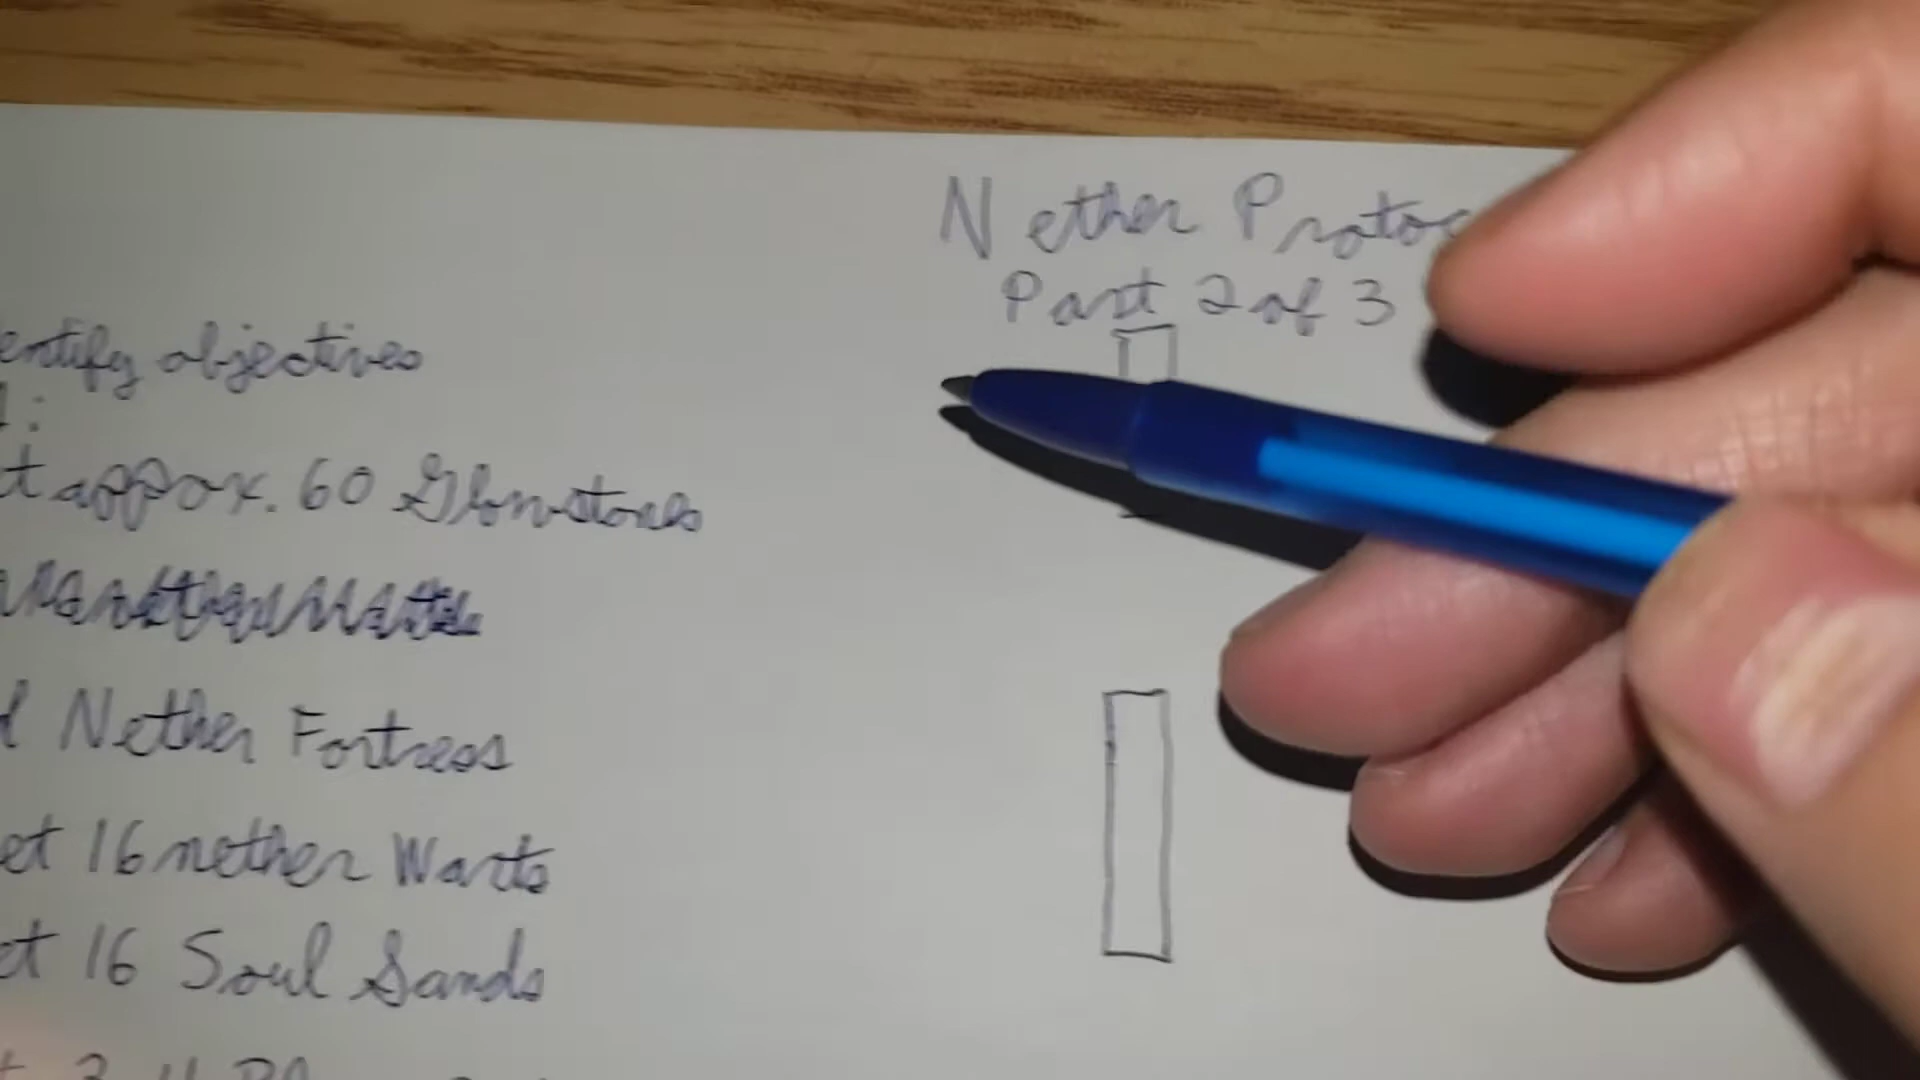 Nether Protoc
Part 2 of 3
entify objectives
:
t approx. 60 Glowstones
d Nether Fortress
et 16 nether Warts
et 16 Soul Sands